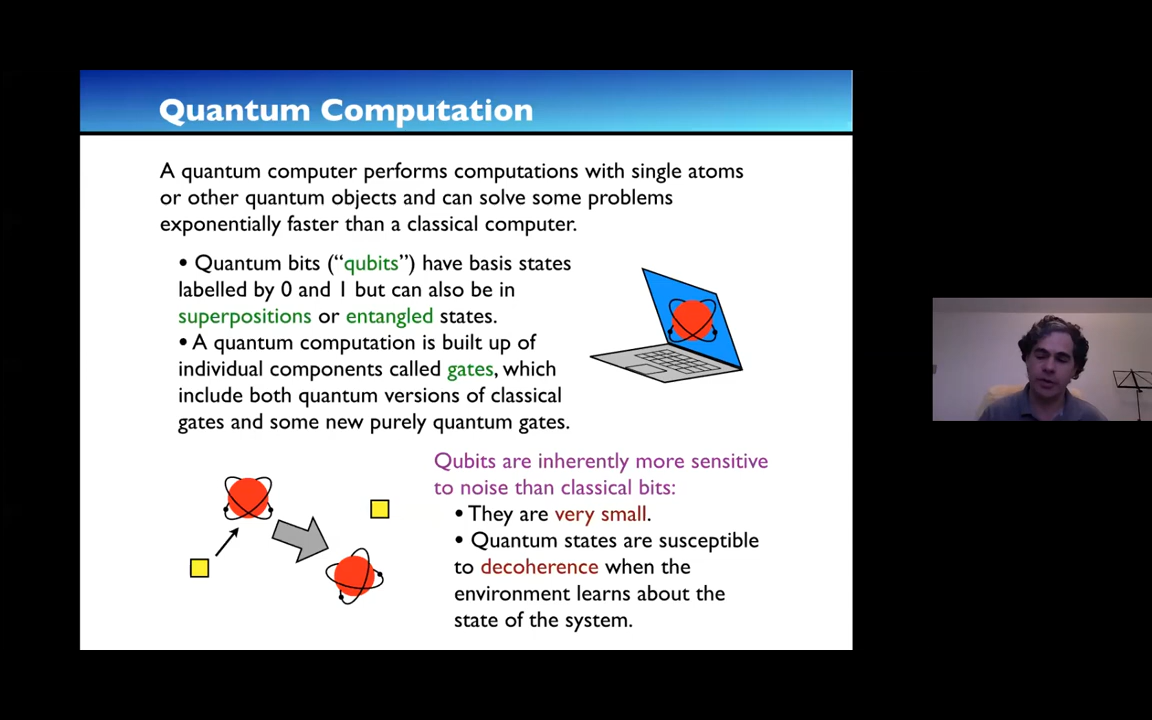 Quantum Computation
A quantum computer performs computations with single atoms
or other quantum objects and can solve some problems
exponentially faster than a classical computer.
• Quantum bits (“qubits”) have basis states
labelled by 0 and 1 but can also be in
superpositions or entangled states.
• A quantum computation is built up of
individual components called gates, which
include both quantum versions of classical
gates and some new purely quantum gates.
Qubits are inherently more sensitive
to noise than classical bits:
• They are very small.
• Quantum states are susceptible
to decoherence when the
environment learns about the
state of the system.